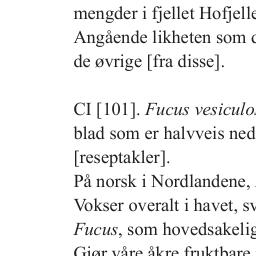 mengder i fjellet Hofjell
Angående likheten som
de øvrige [fra disse].

CI [101]. Fucus vesiculo
blad som er halvveis ned
[reseptakler].
På norsk i Nordlandene,
Vokser overalt i havet, sv
Fucus, som hovedsakelig
Gjør våre åkre fruktbare